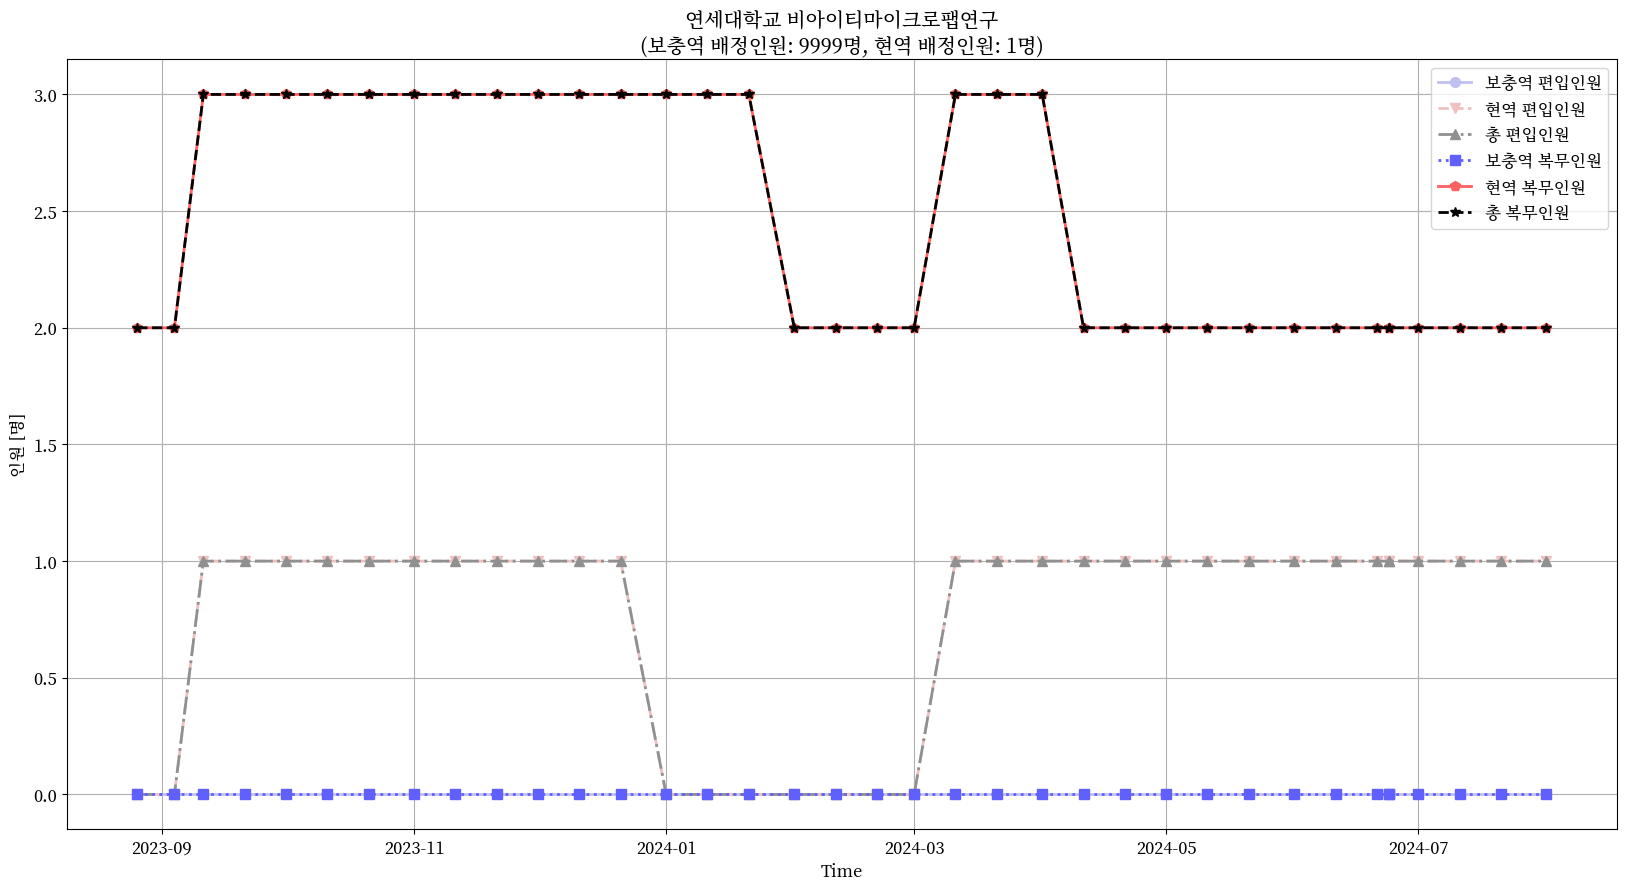 연세대학교 비아이티마이크로팹연구
(보충역 배정인원: 9999명, 현역 배정인원: 1명)
보충역 편입인원
현역 편입인원
총 편입인원
보충역 복무인원
현역 복무인원
총 복무인원
3.0
2.5
2.0
1.5
1.0
0.5
0.0
인원 [명]
2023-09 2023-11 2024-01 2024-03 2024-05 2024-07
Time